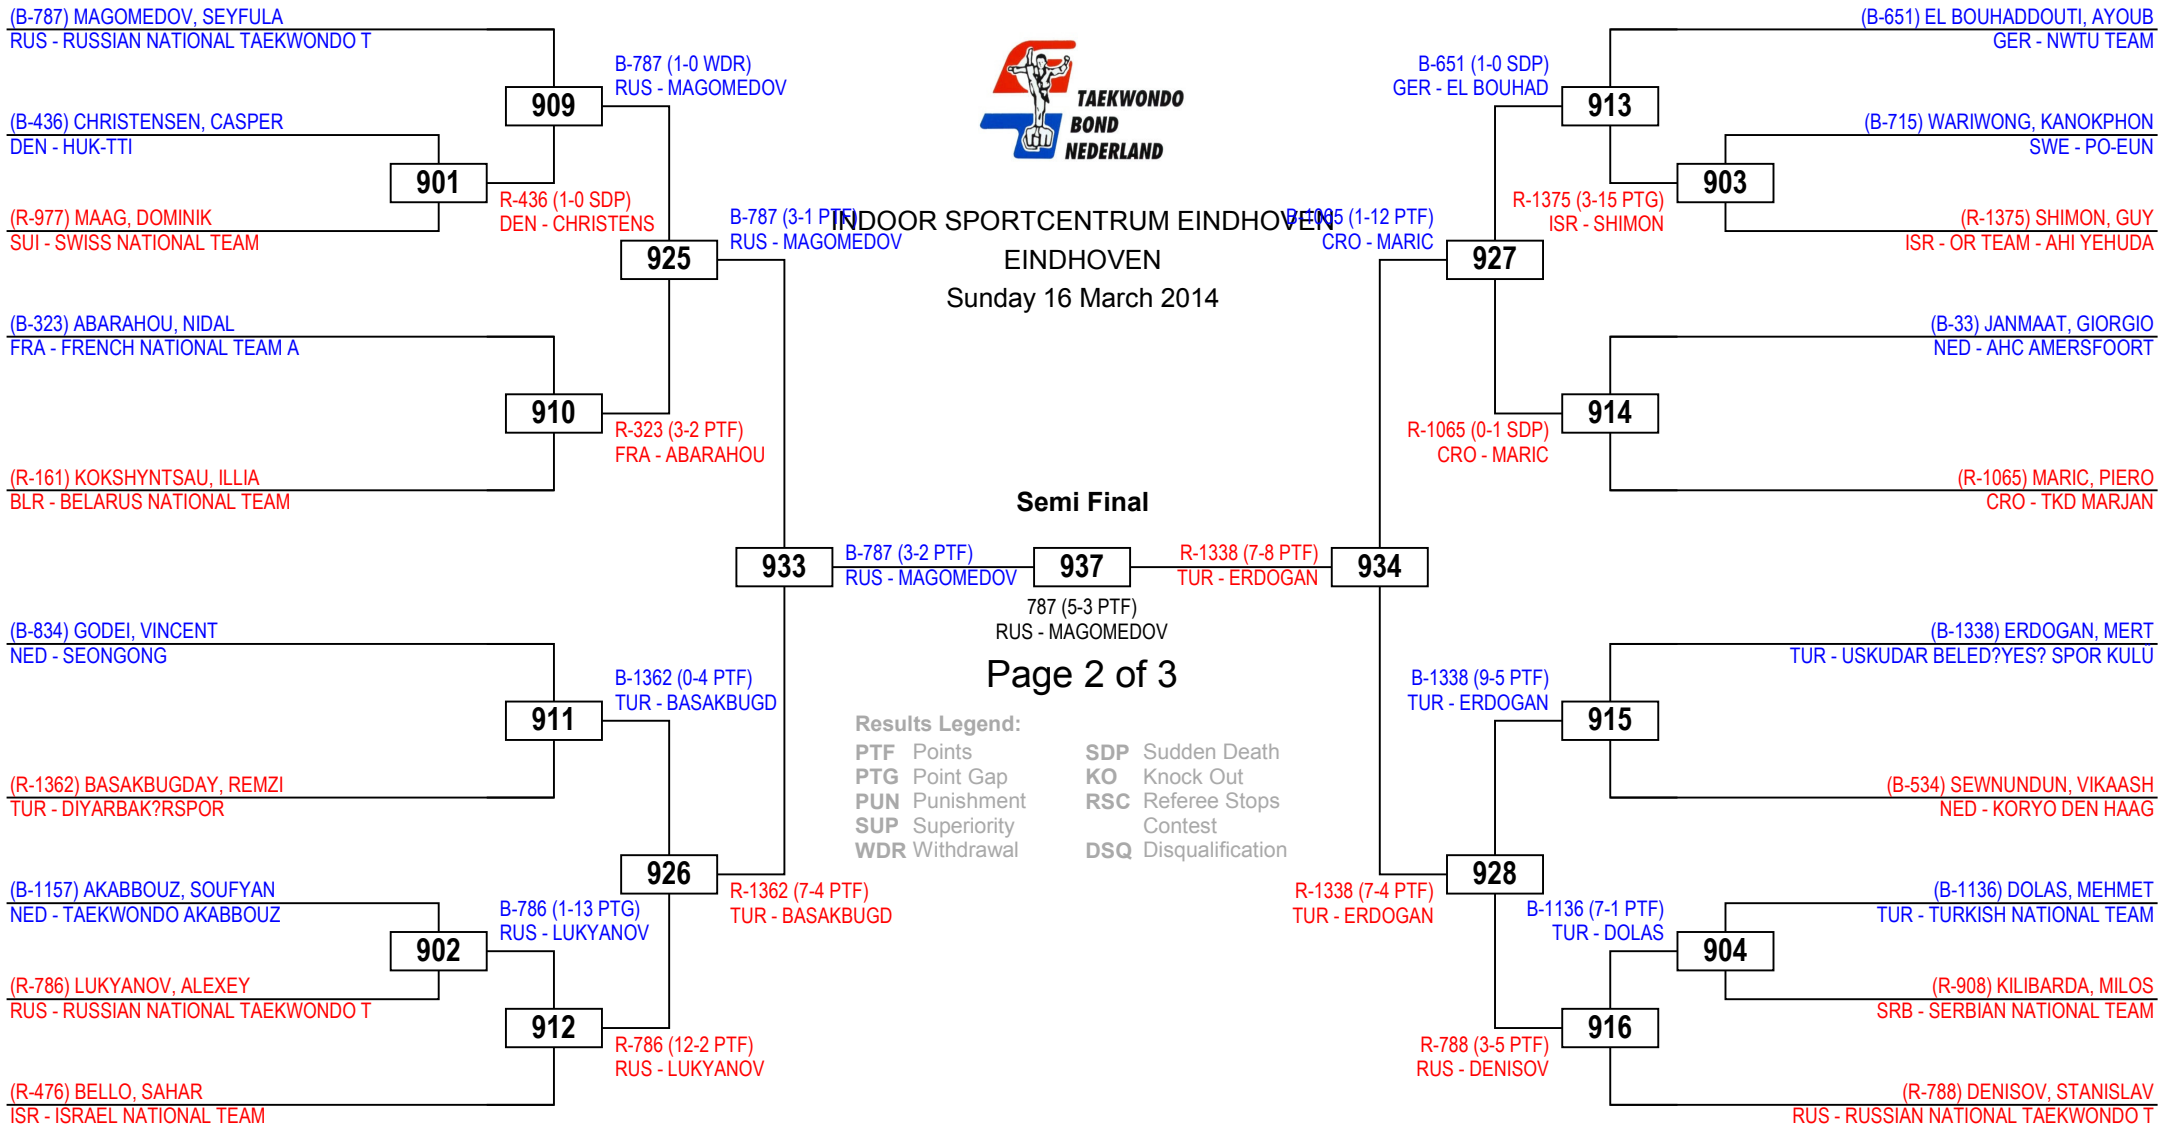 (B-787) MAGOMEDOV, SEYFULA
RUS - RUSSIAN NATIONAL TAEKWONDO T
(B-436) CHRISTENSEN, CASPER
DEN - HUK-TTI
(R-977) MAAG, DOMINIK
SUI - SWISS NATIONAL TEAM
(B-323) ABARAHOU, NIDAL
FRA - FRENCH NATIONAL TEAM A
(R-161) KOKSHYNTSAU, ILLIA
BLR - BELARUS NATIONAL TEAM
(B-834) GODEI, VINCENT
NED - SEONGONG
(R-1362) BASAKBUGDAY, REMZI
TUR - DIYARBAK?RSPOR
(B-1157) AKABBOUZ, SOUFYAN
NED - TAEKWONDO AKABBOUZ
(R-786) LUKYANOV, ALEXEY
RUS - RUSSIAN NATIONAL TAEKWONDO T
(R-476) BELLO, SAHAR
ISR - ISRAEL NATIONAL TEAM
901
R-436 (1-0 SDP)
DEN - CHRISTENS
902
B-786 (1-13 PTG)
RUS - LUKYANOV
909
B-787 (1-0 WDR)
RUS - MAGOMEDOV
910
R-323 (3-2 PTF)
FRA - ABARAHOU
911
B-1362 (0-4 PTF)
TUR - BASAKBUGD
912
R-786 (12-2 PTF)
RUS - LUKYANOV
925
B-787 (3-1 PTF)
RUS - MAGOMEDOV
926
R-1362 (7-4 PTF)
TUR - BASAKBUGD
933
B-787 (3-2 PTF)
RUS - MAGOMEDOV
TAEKWONDO
BOND
NEDERLAND
INDOOR SPORTCENTRUM EINDHOVEN
EINDHOVEN
Sunday 16 March 2014
Semi Final
937
787 (5-3 PTF)
RUS - MAGOMEDOV
Page 2 of 3
Results Legend:
PTF Points
PTG Point Gap
PUN Punishment
SUP Superiority
WDR Withdrawal
SDP Sudden Death
KO Knock Out
RSC Referee Stops
Contest
DSQ Disqualification
R-1338 (7-8 PTF)
TUR - ERDOGAN
934
B-1065 (1-12 PTF)
CRO - MARIC
927
R-1338 (7-4 PTF)
TUR - ERDOGAN
928
B-651 (1-0 SDP)
GER - EL BOUHAD
913
R-1065 (0-1 SDP)
CRO - MARIC
914
B-1338 (9-5 PTF)
TUR - ERDOGAN
915
R-788 (3-5 PTF)
RUS - DENISOV
916
R-1375 (3-15 PTG)
ISR - SHIMON
903
B-1136 (7-1 PTF)
TUR - DOLAS
904
(B-651) EL BOUHADDOUTI, AYOUB
GER - NWTU TEAM
(B-715) WARIWONG, KANOKPHON
SWE - PO-EUN
(R-1375) SHIMON, GUY
ISR - OR TEAM - AHI YEHUDA
(B-33) JANMAAT, GIORGIO
NED - AHC AMERSFOORT
(R-1065) MARIC, PIERO
CRO - TKD MARJAN
(B-1338) ERDOGAN, MERT
TUR - USKUDAR BELED?YES? SPOR KULU
(B-534) SEWNUNDUN, VIKAASH
NED - KORYO DEN HAAG
(B-1136) DOLAS, MEHMET
TUR - TURKISH NATIONAL TEAM
(R-908) KILIBARDA, MILOS
SRB - SERBIAN NATIONAL TEAM
(R-788) DENISOV, STANISLAV
RUS - RUSSIAN NATIONAL TAEKWONDO T